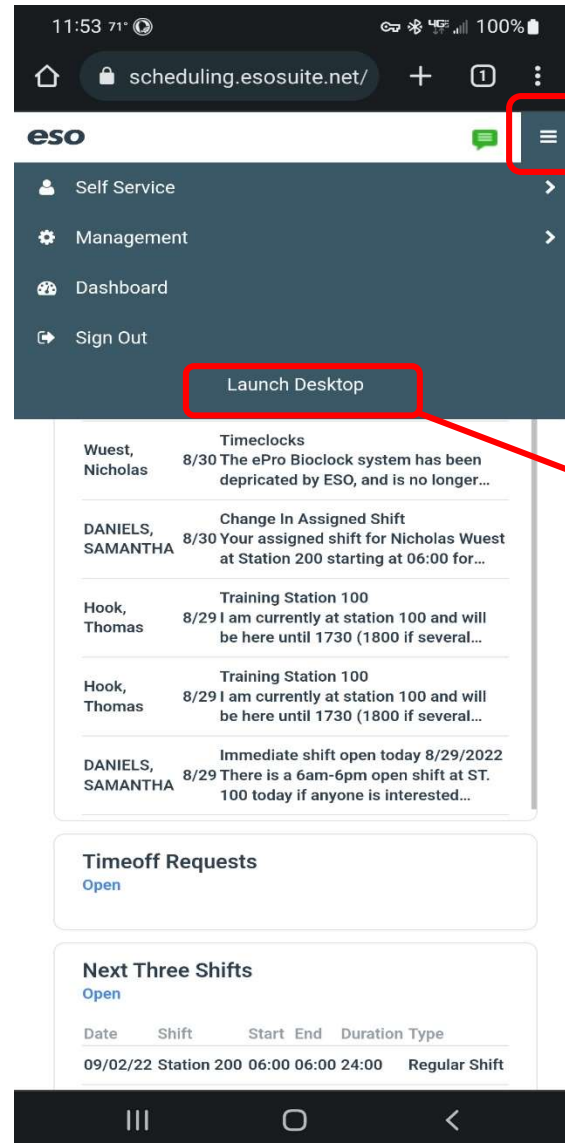 11:53 71° 4G 100%
scheduling.esosuite.net/ 1
eso
Self Service
Management
Dashboard
Sign Out
Launch Desktop
Wuest, Nicholas 8/30 Timeclocks
The ePro Bioclock system has been
depricated by ESO, and is no longer...
DANIELS, SAMANTHA 8/30 Change In Assigned Shift
Your assigned shift for Nicholas Wuest
at Station 200 starting at 06:00 for...
Hook, Thomas 8/29 Training Station 100
I am currently at station 100 and will
be here until 1730 (1800 if several...
Hook, Thomas 8/29 Training Station 100
I am currently at station 100 and will
be here until 1730 (1800 if several...
DANIELS, SAMANTHA 8/29 Immediate shift open today 8/29/2022
There is a 6am-6pm open shift at ST.
100 today if anyone is interested...
Timeoff Requests
Open
Next Three Shifts
Open
Date Shift Start End Duration Type
09/02/22 Station 200 06:00 06:00 24:00 Regular Shift